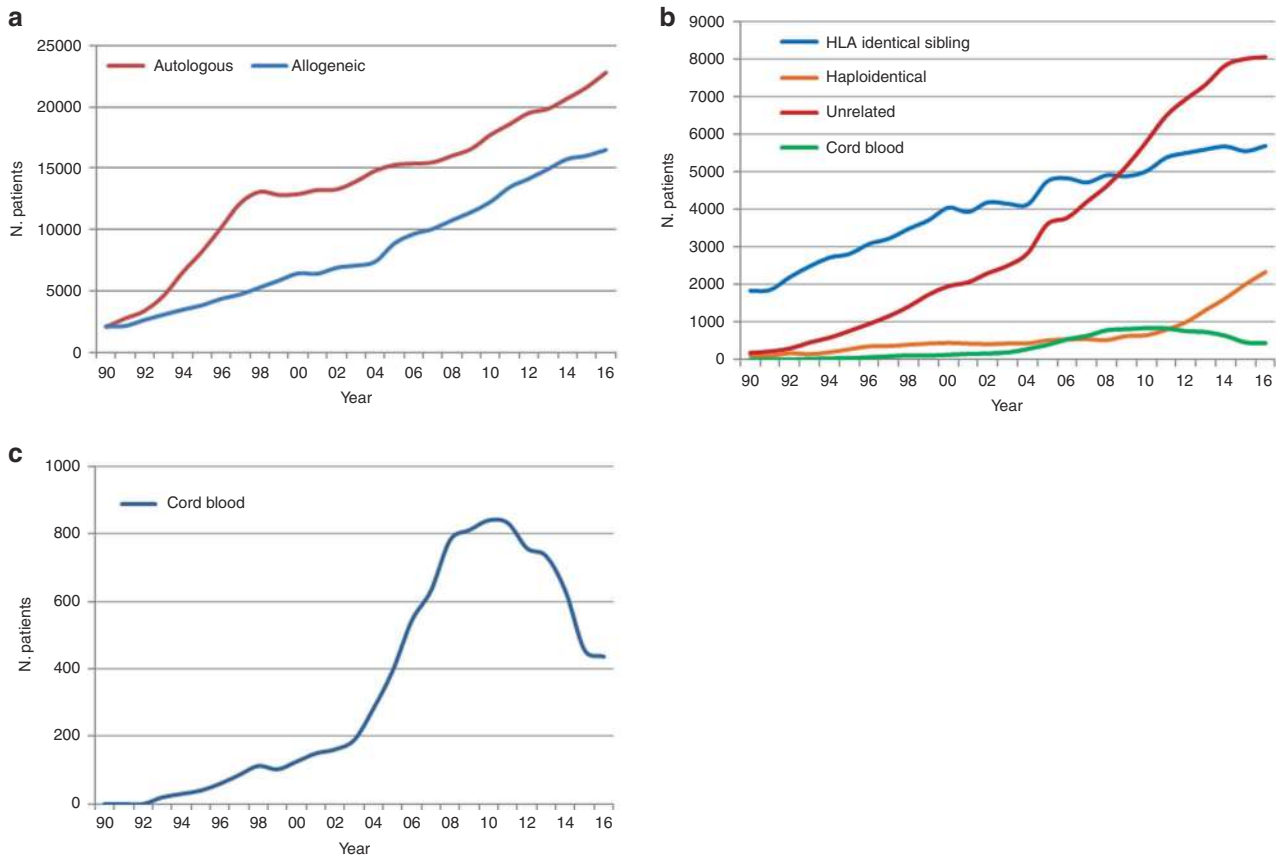 a
25000
20000
15000
10000
5000
0
N. patients
Autologous
Allogeneic
90 92 94 96 98 00 02 04 06 08 10 12 14 16
Year
b
9000
8000
7000
6000
5000
4000
3000
2000
1000
0
N. patients
HLA identical sibling
Haploidentical
Unrelated
Cord blood
90 92 94 96 98 00 02 04 06 08 10 12 14 16
Year
c
1000
800
600
400
200
0
N. patients
Cord blood
90 92 94 96 98 00 02 04 06 08 10 12 14 16
Year